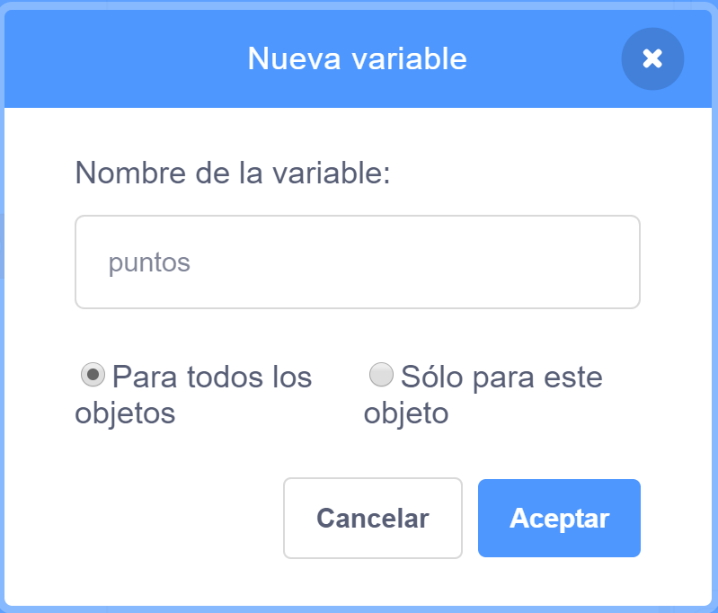 Nueva variable
Nombre de la variable:
puntos
Para todos los
objetos
Sólo para este
objeto
Cancelar
Aceptar